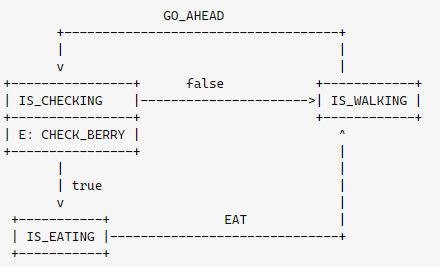 GO_AHEAD
false
IS_CHECKING
IS_WALKING
E: CHECK_BERRY
true
EAT
IS_EATING